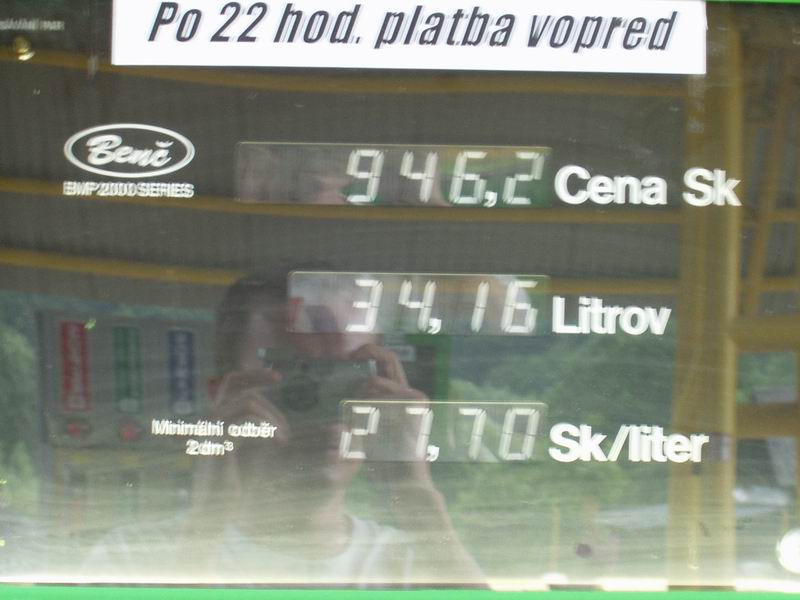 Po 22 hod. platba vopred
Benč
BMP 2000 SERIES
946,2 Cena Sk
34,16 Litrov
Minimální odběr
2dm³
27,70 Sk/liter